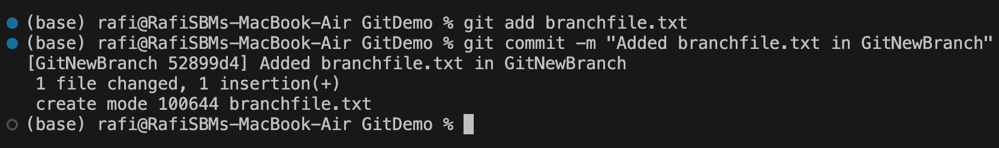 (base) rafi@RafiSBMs-MacBook-Air GitDemo % git add branchfile.txt
(base) rafi@RafiSBMs-MacBook-Air GitDemo % git commit -m "Added branchfile.txt in GitNewBranch"
[GitNewBranch 52899d4] Added branchfile.txt in GitNewBranch
 1 file changed, 1 insertion(+)
 create mode 100644 branchfile.txt
(base) rafi@RafiSBMs-MacBook-Air GitDemo %